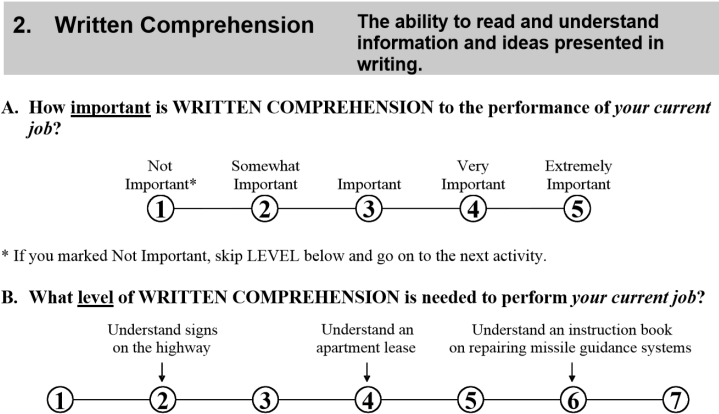 2. Written Comprehension
The ability to read and understand
information and ideas presented in
writing.
A. How important is WRITTEN COMPREHENSION to the performance of your current
job?
Not Somewhat Very Extremely
Important* Important Important Important Important
1 2 3 4 5
* If you marked Not Important, skip LEVEL below and go on to the next activity.
B. What level of WRITTEN COMPREHENSION is needed to perform your current job?
Understand signs Understand an Understand an instruction book
on the highway apartment lease on repairing missile guidance systems
1 2 3 4 5 6 7